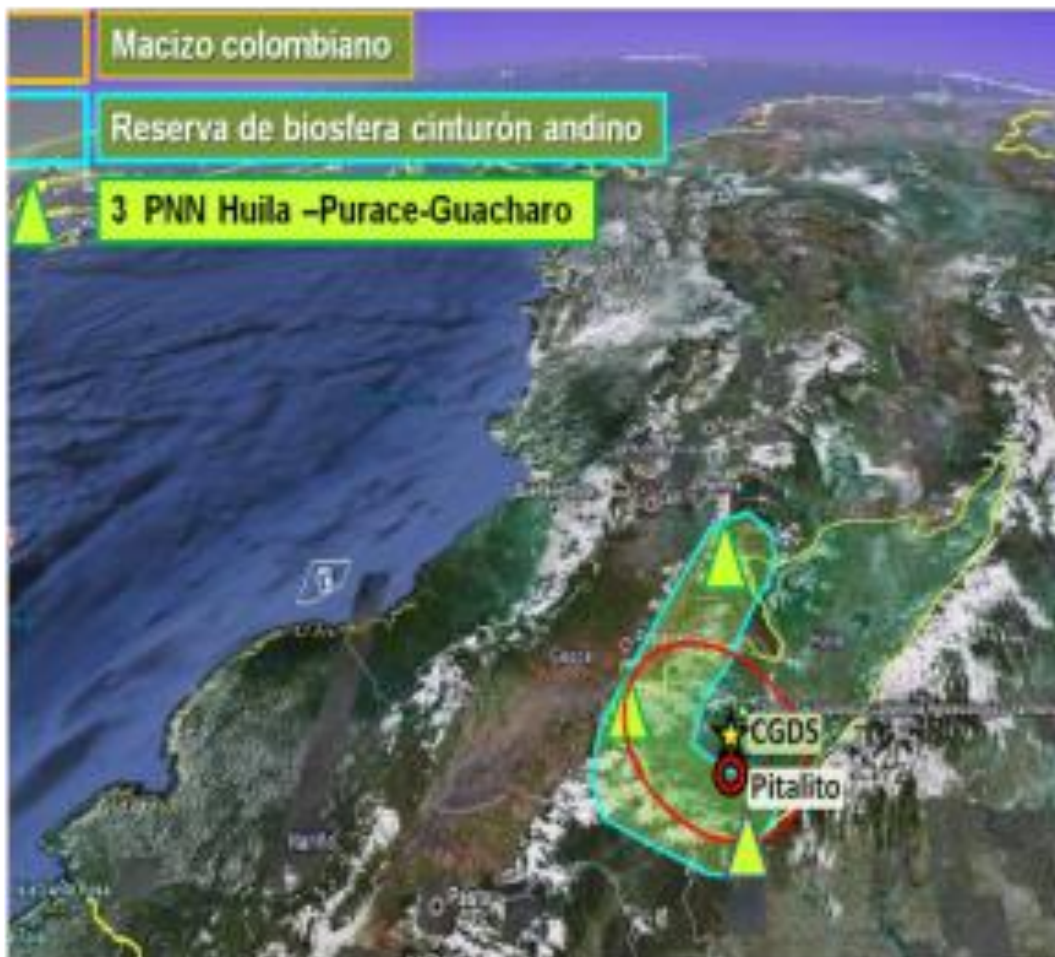 Macizo colombiano
Reserva de biosfera cinturón andino
3 PNN Huila –Purace-Guacharo
CGDS
Pitalito